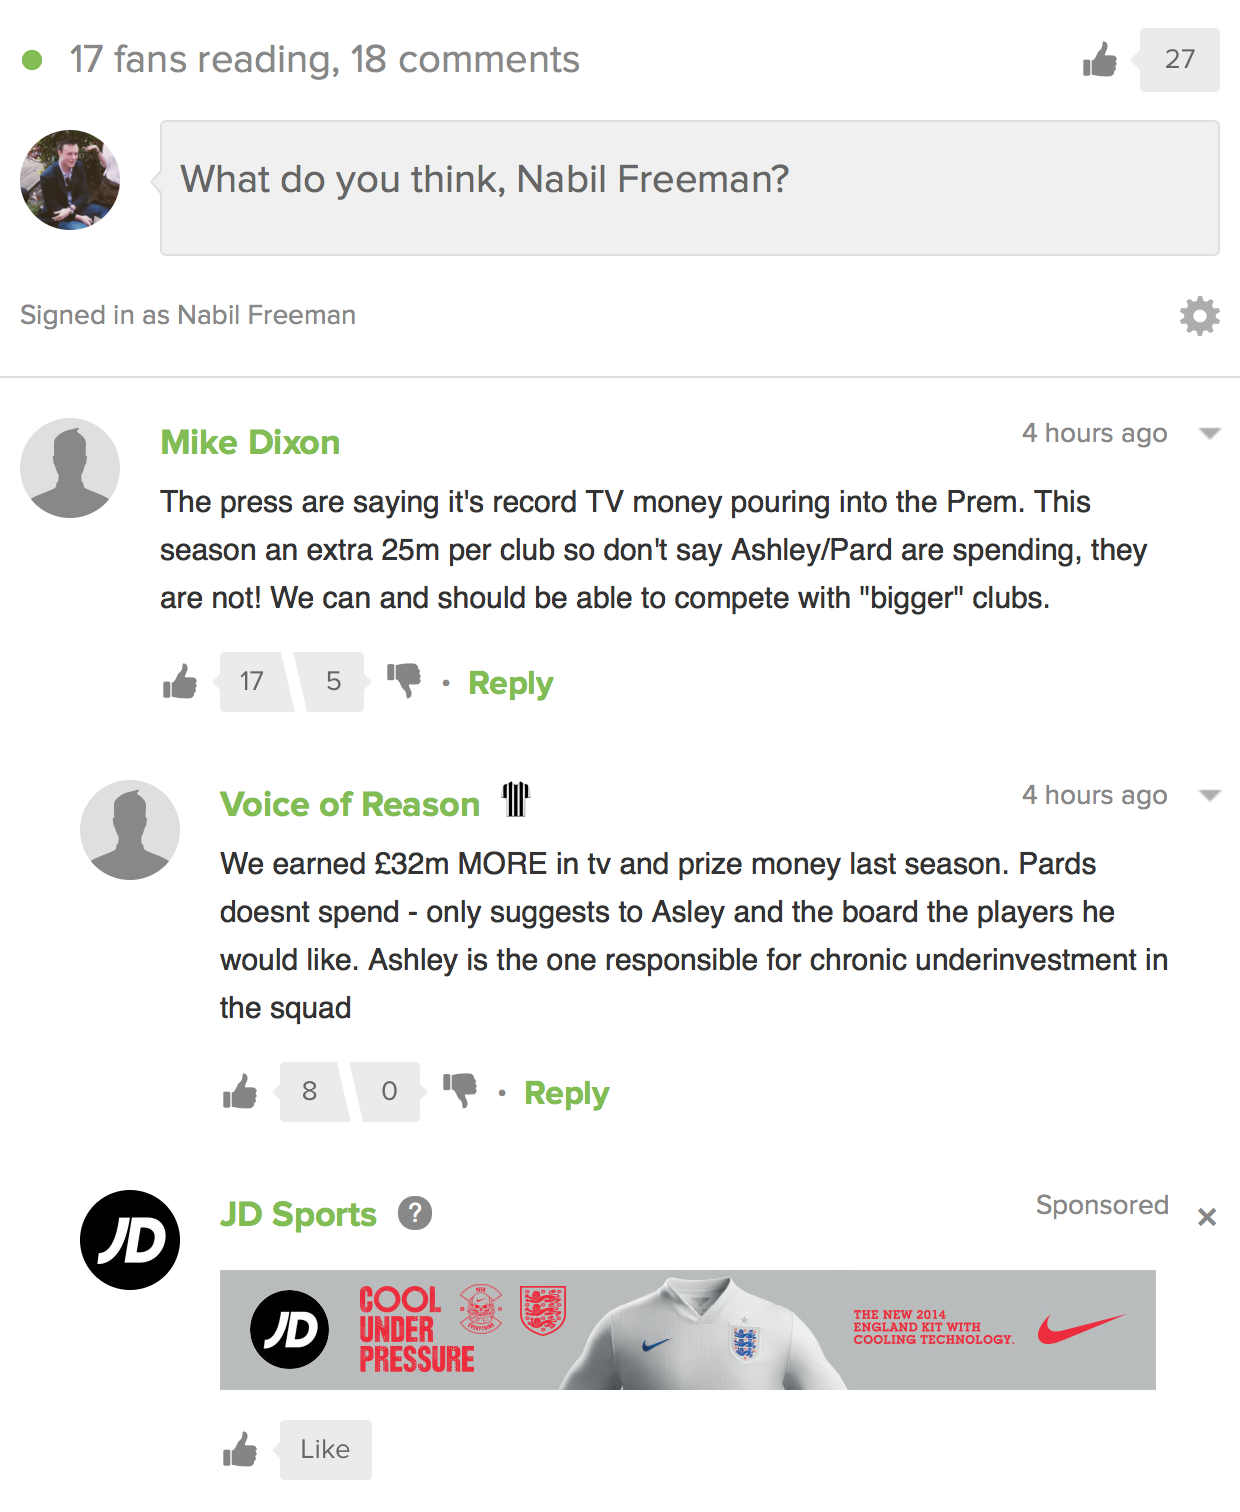 17 fans reading, 18 comments
27
What do you think, Nabil Freeman?
Signed in as Nabil Freeman
Mike Dixon
4 hours ago
The press are saying it's record TV money pouring into the Prem. This
season an extra 25m per club so don't say Ashley/Pard are spending, they
are not! We can and should be able to compete with "bigger" clubs.
17 5 · Reply
Voice of Reason
4 hours ago
We earned £32m MORE in tv and prize money last season. Pards
doesnt spend - only suggests to Asley and the board the players he
would like. Ashley is the one responsible for chronic underinvestment in
the squad
8 0 · Reply
JD
JD Sports ?
Sponsored ×
JD
COOL
UNDER
PRESSURE
THE NEW 2014
ENGLAND KIT WITH
COOLING TECHNOLOGY.
Like